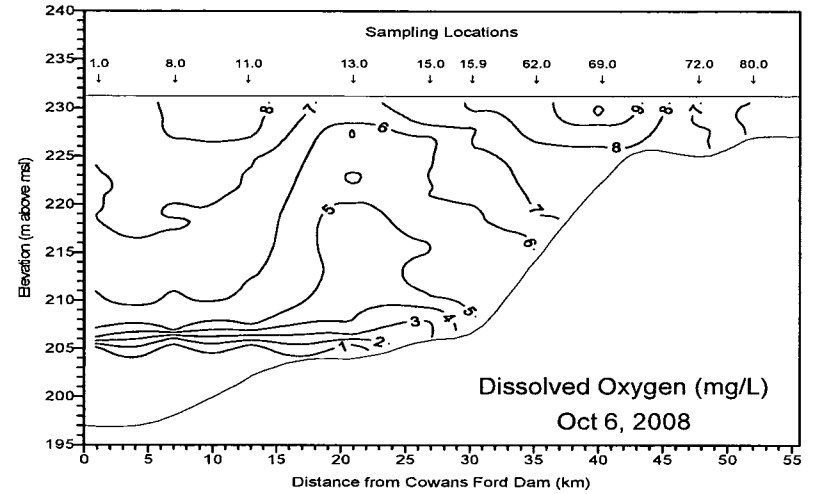 Sampling Locations
1.0 8.0 11.0 13.0 15.0 15.9 62.0 69.0 72.0 80.0
240
235
230
225
220
215
210
205
200
195
Elevation (m above msl)
8. 7. 6 9. 8. 7.
8
5
7
6.
5.
3 4
1 2.
Dissolved Oxygen (mg/L)
Oct 6, 2008
0 5 10 15 20 25 30 35 40 45 50 55
Distance from Cowans Ford Dam (km)